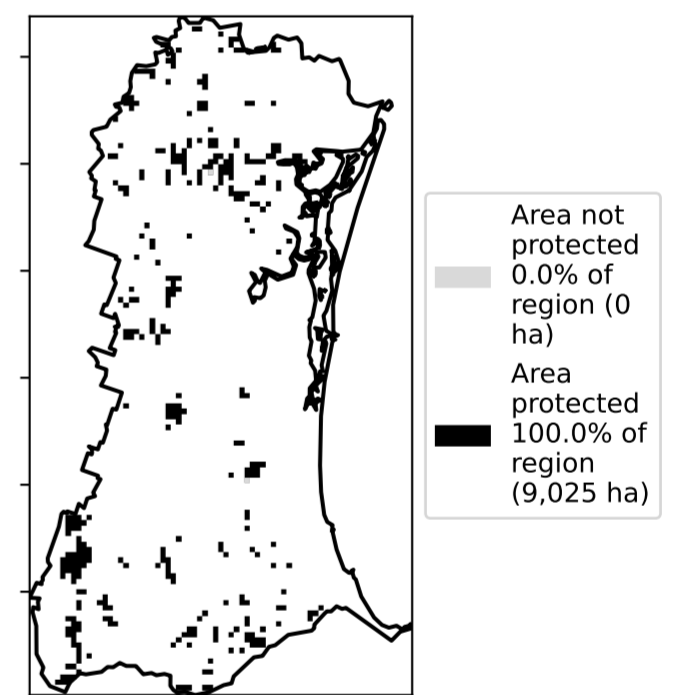 Area not
protected
0.0% of
region (0
ha)
Area
protected
100.0% of
region
(9,025 ha)